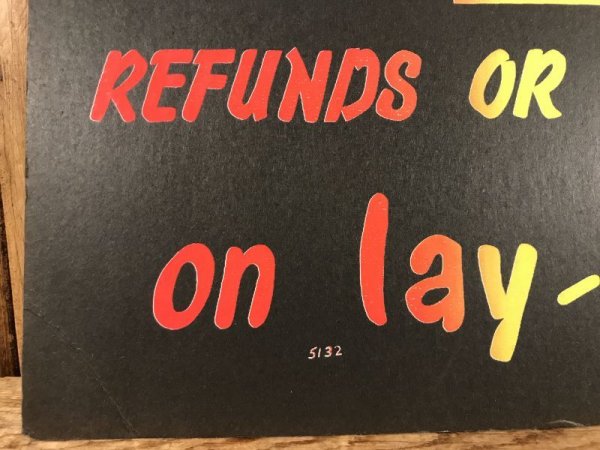 REFUNDS OR
on lay-
5132